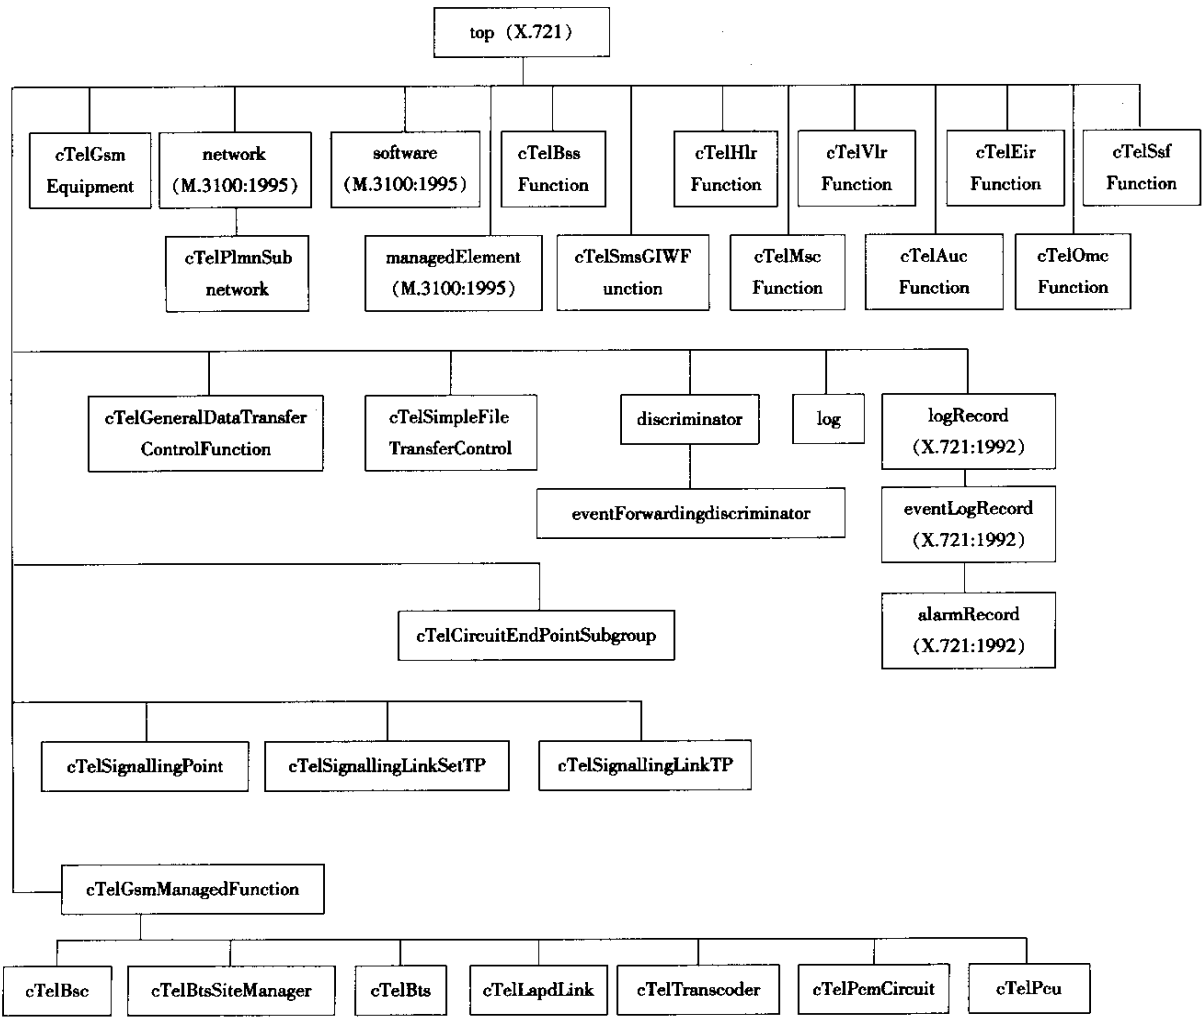 top (X.721)
cTelGsm
Equipment
network
(M.3100:1995)
software
(M.3100:1995)
cTelBss
Function
cTelHlr
Function
cTelVlr
Function
cTelEir
Function
cTelSsf
Function
cTelPlmnSub
network
managedElement
(M.3100:1995)
cTelSmsGIWF
unction
cTelMsc
Function
cTelAuc
Function
cTelOmc
Function
cTelGeneralDataTransfer
ControlFunction
cTelSimpleFile
TransferControl
discriminator
log
logRecord
(X.721:1992)
eventForwardingdiscriminator
eventLogRecord
(X.721:1992)
cTelCircuitEndPointSubgroup
alarmRecord
(X.721:1992)
cTelSignallingPoint
cTelSignallingLinkSetTP
cTelSignallingLinkTP
cTelGsmManagedFunction
cTelBsc
cTelBtsSiteManager
cTelBts
cTelLapdLink
cTelTranscoder
cTelPcmCircuit
cTelPcu